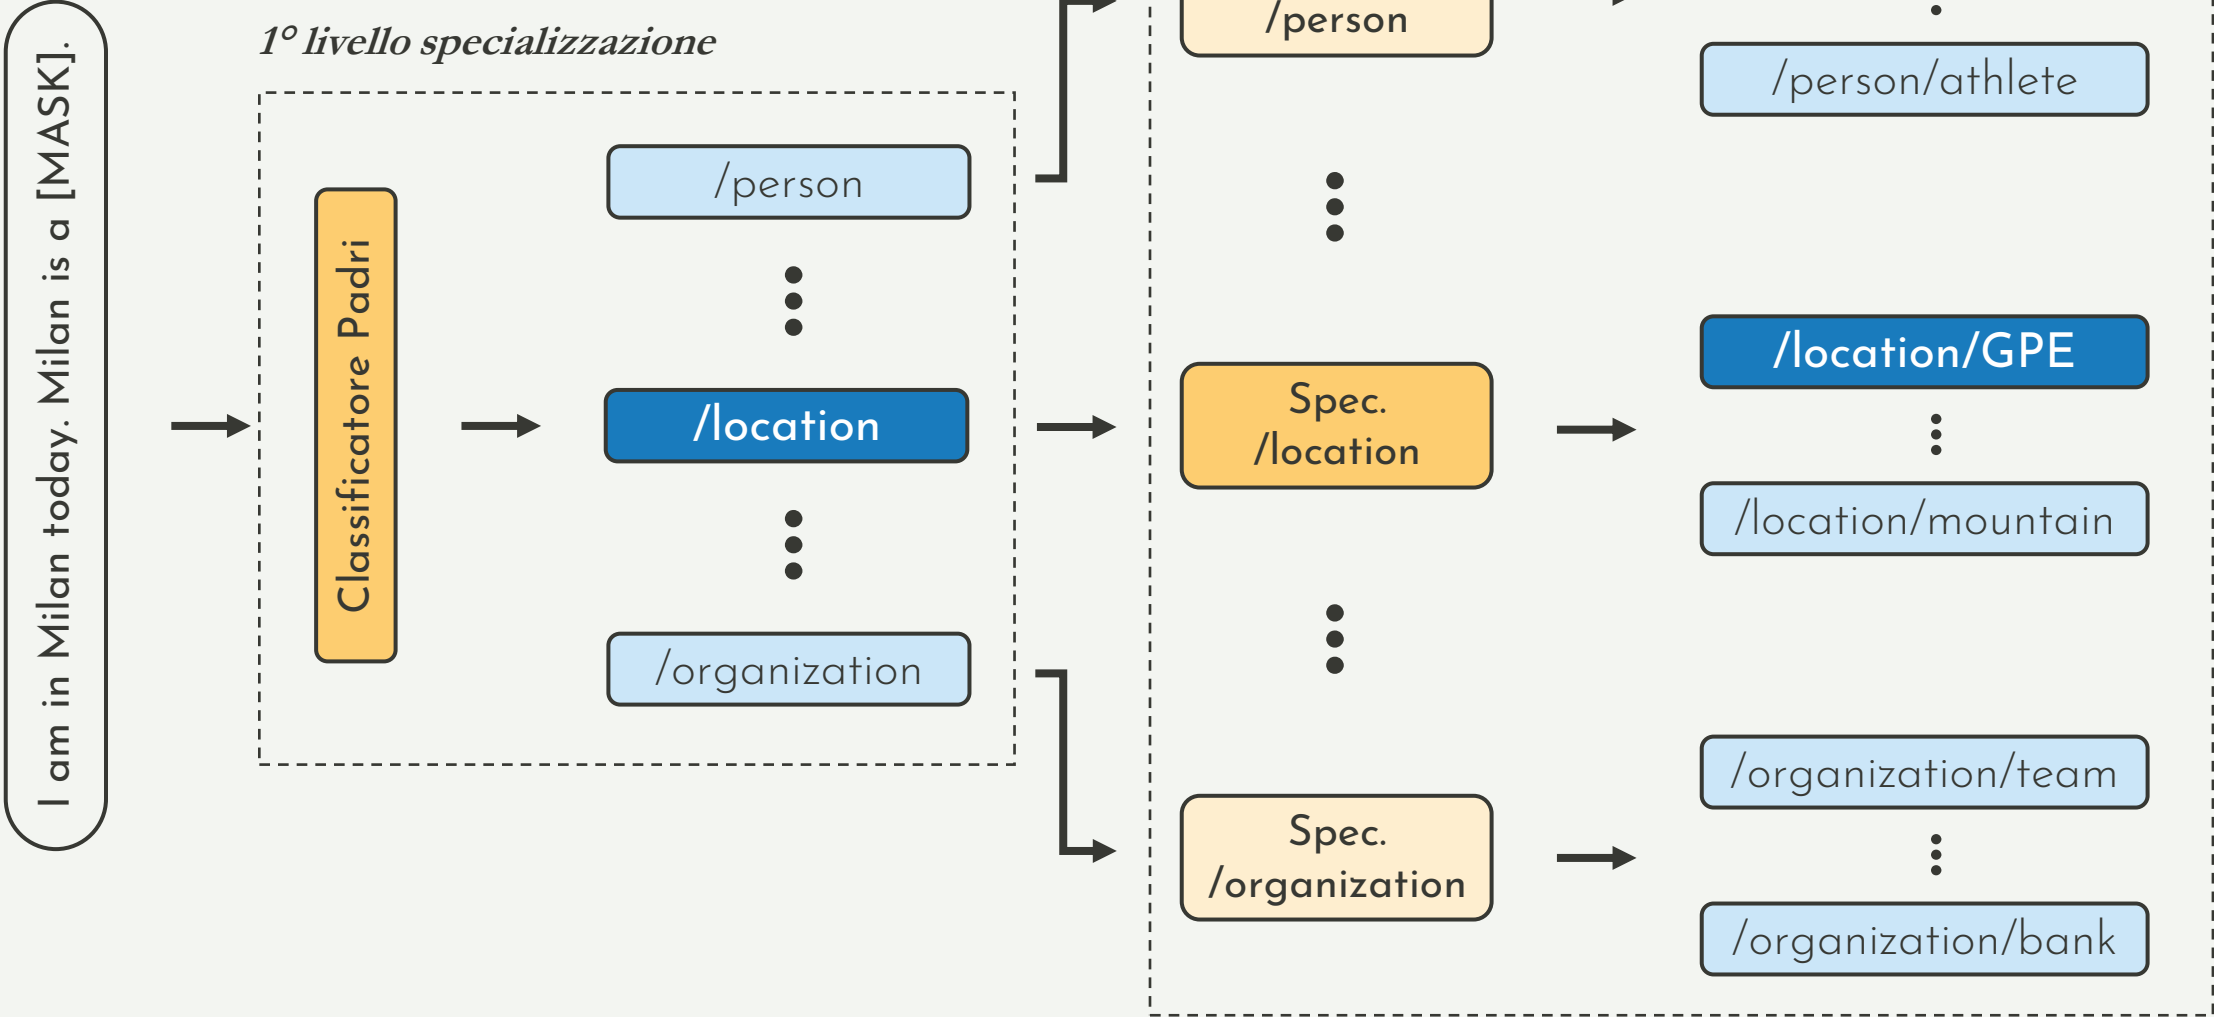 I am in Milan today. Milan is a [MASK].
1° livello specializzazione
Classificatore Padri
/person
/location
/organization
/person
Spec.
/location
Spec.
/organization
/person/athlete
/location/GPE
/location/mountain
/organization/team
/organization/bank